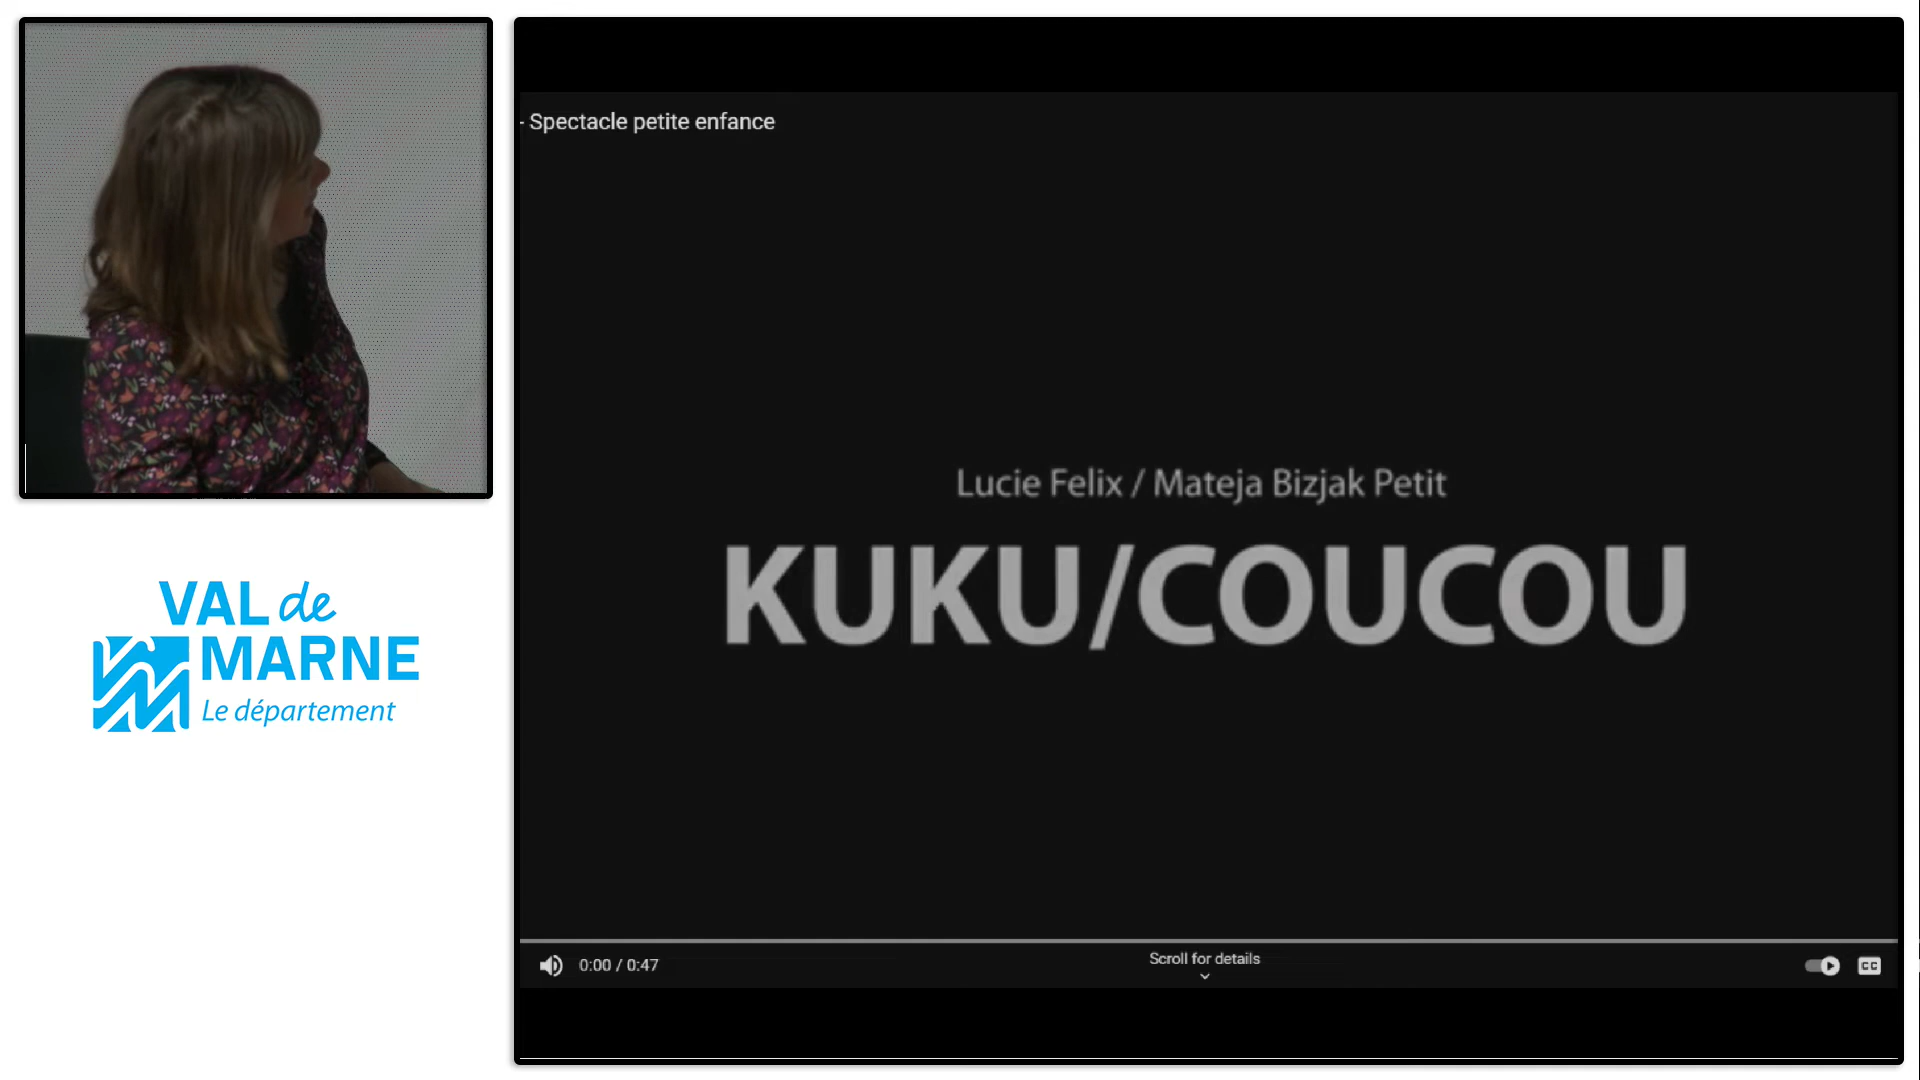 - Spectacle petite enfance
Lucie Felix / Mateja Bizjak Petit
KUKU/COUCOU
0:00 / 0:47
Scroll for details
CC
VAL de
MARNE
Le département